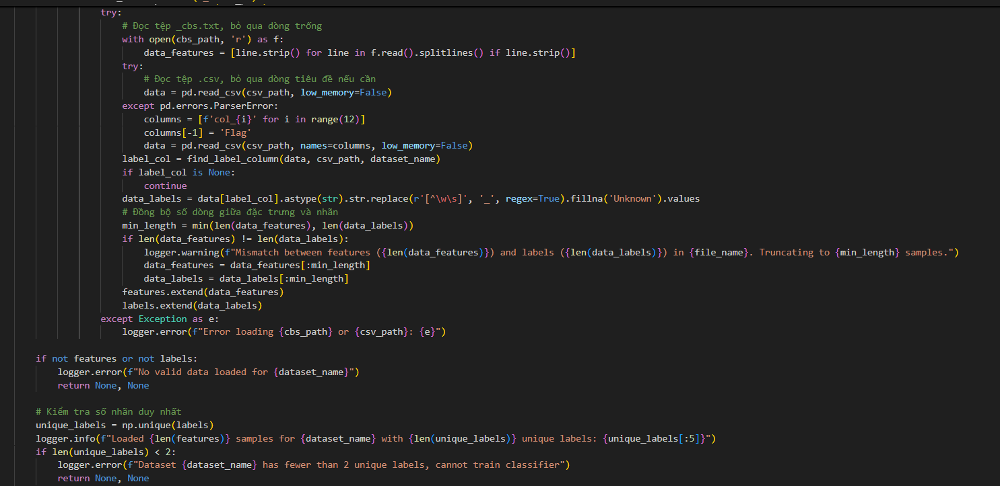 try:
# Đọc tệp _cbs.txt, bỏ qua dòng trống
with open(cbs_path, 'r') as f:
data_features = [line.strip() for line in f.read().splitlines() if line.strip()]
try:
# Đọc tệp .csv, bỏ qua dòng tiêu đề nếu cần
data = pd.read_csv(csv_path, low_memory=False)
except pd.errors.ParserError:
columns = [f'col_{i}' for i in range(12)]
columns[-1] = 'Flag'
data = pd.read_csv(csv_path, names=columns, low_memory=False)
label_col = find_label_column(data, csv_path, dataset_name)
if label_col is None:
continue
data_labels = data[label_col].astype(str).str.replace(r'[^\w\s]', '_', regex=True).fillna('Unknown').values
# Đồng bộ số dòng giữa đặc trưng và nhãn
min_length = min(len(data_features), len(data_labels))
if len(data_features) != len(data_labels):
logger.warning(f"Mismatch between features ({len(data_features)}) and labels ({len(data_labels)}) in {file_name}. Truncating to {min_length} samples.")
data_features = data_features[:min_length]
data_labels = data_labels[:min_length]
features.extend(data_features)
labels.extend(data_labels)
except Exception as e:
logger.error(f"Error loading {cbs_path} or {csv_path}: {e}")
if not features or not labels:
logger.error(f"No valid data loaded for {dataset_name}")
return None, None
# Kiểm tra số nhãn duy nhất
unique_labels = np.unique(labels)
logger.info(f"Loaded {len(features)} samples for {dataset_name} with {len(unique_labels)} unique labels: {unique_labels[:5]}")
if len(unique_labels) < 2:
logger.error(f"Dataset {dataset_name} has fewer than 2 unique labels, cannot train classifier")
return None, None